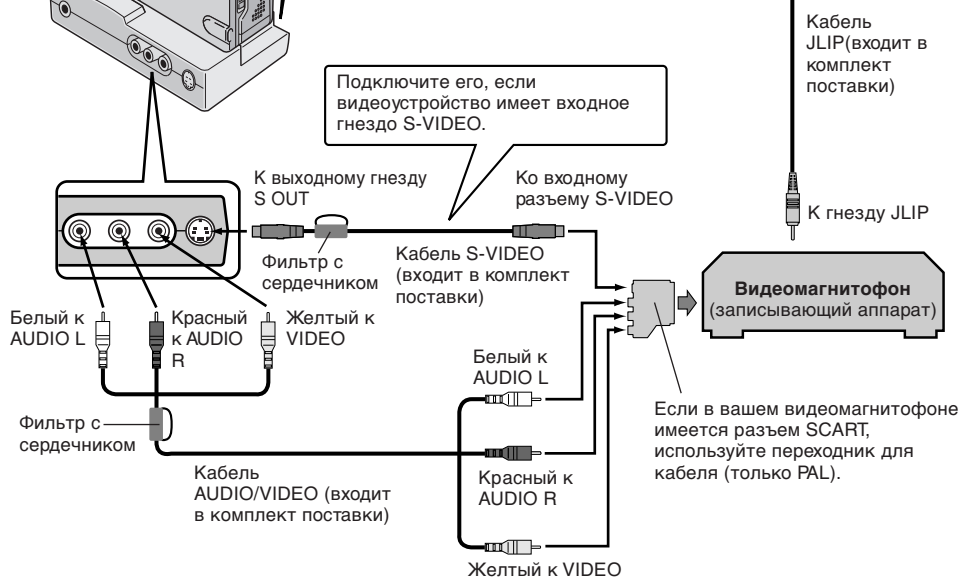 Кабель
JLIP(входит в
комплект
поставки)
Подключите его, если
видеоустройство имеет входное
гнездо S-VIDEO.
К выходному гнезду
S OUT
Ко входному
разъему S-VIDEO
К гнезду JLIP
Фильтр с
сердечником
Кабель S-VIDEO
(входит в комплект
поставки)
Видеомагнитофон
(записывающий аппарат)
Белый к
AUDIO L
Красный
к AUDIO
R
Желтый к
VIDEO
Белый к
AUDIO L
Если в вашем видеомагнитофоне
имеется разъем SCART,
используйте переходник для
кабеля (только PAL).
Фильтр с
сердечником
Кабель
AUDIO/VIDEO (входит
в комплект поставки)
Красный к
AUDIO R
Желтый к VIDEO